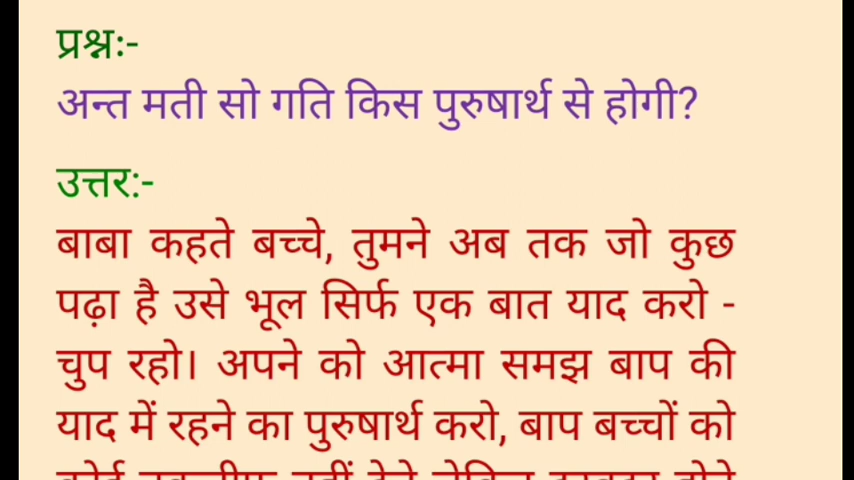 प्रश्नः-
अन्त मती सो गति किस पुरुषार्थ से होगी?
उत्तर:-
बाबा कहते बच्चे, तुमने अब तक जो कुछ
पढ़ा है उसे भूल सिर्फ एक बात याद करो -
चुप रहो। अपने को आत्मा समझ बाप की
याद में रहने का पुरुषार्थ करो, बाप बच्चों को